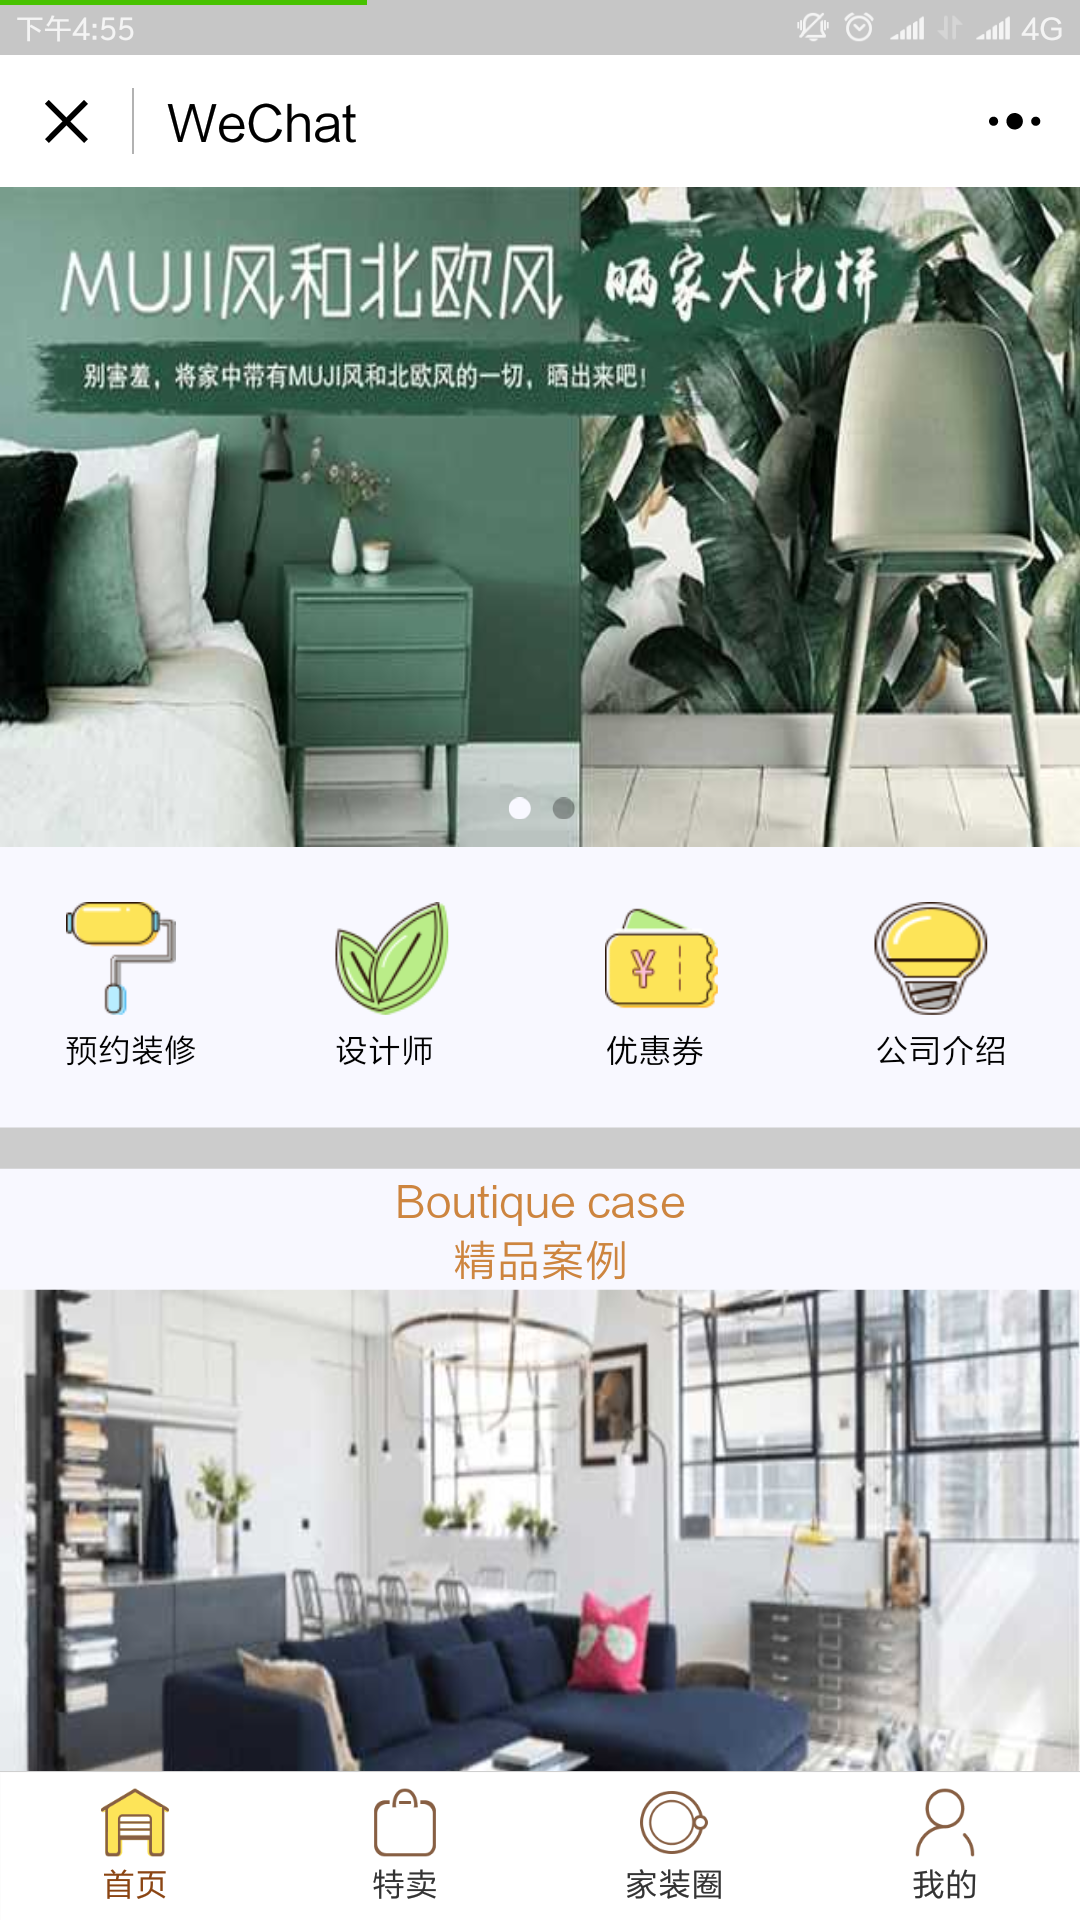 下午4:55
4G
WeChat
MUJI风和北欧风 晒家大比拼
别害羞，将家中带有MUJI风和北欧风的一切，晒出来吧！
预约装修 设计师 优惠券 公司介绍
Boutique case
精品案例
首页 特卖 家装圈 我的